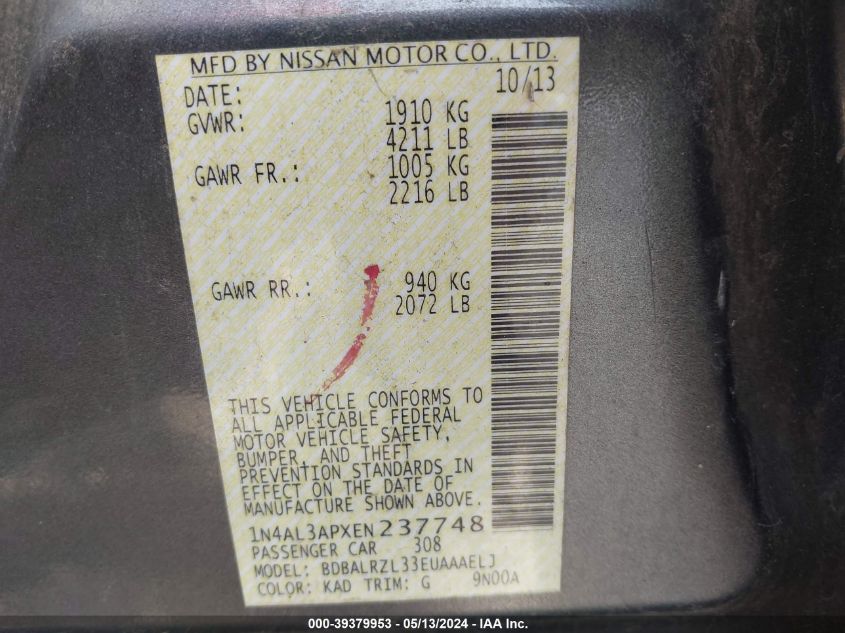 MFD BY NISSAN MOTOR CO., LTD.
DATE: 10/13
GVWR: 1910 KG
4211 LB
GAWR FR.: 1005 KG
2216 LB
GAWR RR.: 940 KG
2072 LB
THIS VEHICLE CONFORMS TO
ALL APPLICABLE FEDERAL
MOTOR VEHICLE SAFETY,
BUMPER, AND THEFT
PREVENTION STANDARDS IN
EFFECT ON THE DATE OF
MANUFACTURE SHOWN ABOVE.
1N4AL3APXEN237748
PASSENGER CAR 308
MODEL: BDBALRZL33EUAAAELJ
COLOR: KAD TRIM: G 9N00A
000-39379953 - 05/13/2024 - IAA Inc.